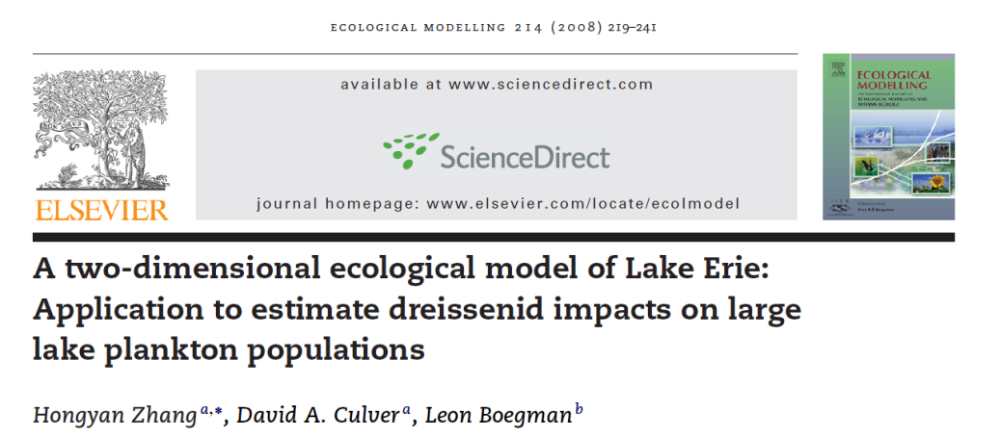 ECOLOGICAL MODELLING 214 (2008) 219–241
available at www.sciencedirect.com
ScienceDirect
journal homepage: www.elsevier.com/locate/ecolmodel
NON SOLUS
ELSEVIER
ECOLOGICAL
MODELLING
A two-dimensional ecological model of Lake Erie:
Application to estimate dreissenid impacts on large
lake plankton populations
Hongyan Zhang a,*, David A. Culver a, Leon Boegman b